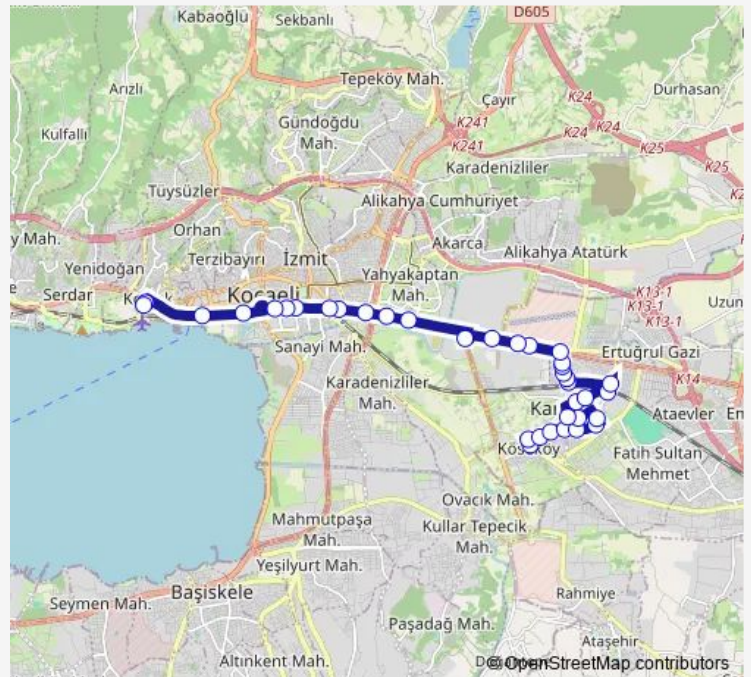 Kabaoğlu
Sekbanlı
D605
Arızlı
Tepeköy Mah.
Durhasan
Çayır
K24
Kulfallı
Gündoğdu
Mah.
K241
K241
K24
K24
K25
K25
Karadenizliler
Tuysüzler
Alikahya Cumhuriyet
Orhan
Akarca
y Mah.
Alikahya Atatürk
Terzibayırı
İzmit
Yenidoğan
Yahyakaptan
Mah.
K13-1
K13-1
K13-1
Serdar
Kocaeli
Uzun
Sanayi Mah.
Ertuğrul Gazi
Karadenizliler
Mah.
K14
Ataevler
Fatih Sultan
Mehmet
Ovacık Mah.
Mahmutpaşa
Mah.
Kullar Tepecik
Mah.
Yeşilyurt Mah.
Başiskele
Rahmiye
Seymen Mah.
Paşadağ Mah.
Ataşehir
Altınkent Mah.
© OpenStreetMap contributors